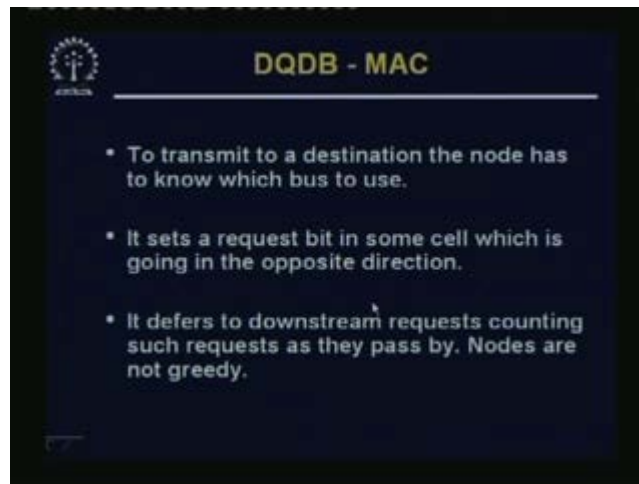 DQDB - MAC
• To transmit to a destination the node has
to know which bus to use.
• It sets a request bit in some cell which is
going in the opposite direction.
• It defers to downstream requests counting
such requests as they pass by. Nodes are
not greedy.